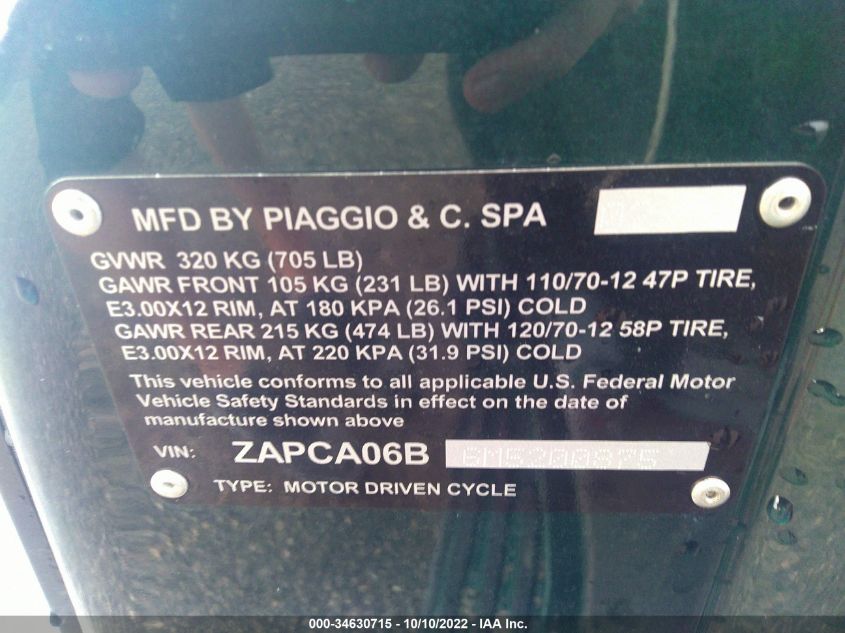 MFD BY PIAGGIO & C. SPA
GVWR 320 KG (705 LB)
GAWR FRONT 105 KG (231 LB) WITH 110/70-12 47P TIRE,
E3.00X12 RIM, AT 180 KPA (26.1 PSI) COLD
GAWR REAR 215 KG (474 LB) WITH 120/70-12 58P TIRE,
E3.00X12 RIM, AT 220 KPA (31.9 PSI) COLD
This vehicle conforms to all applicable U.S. Federal Motor
Vehicle Safety Standards in effect on the date of
manufacture shown above
VIN: ZAPCA06B
TYPE: MOTOR DRIVEN CYCLE
000-34630715 - 10/10/2022 - IAA Inc.